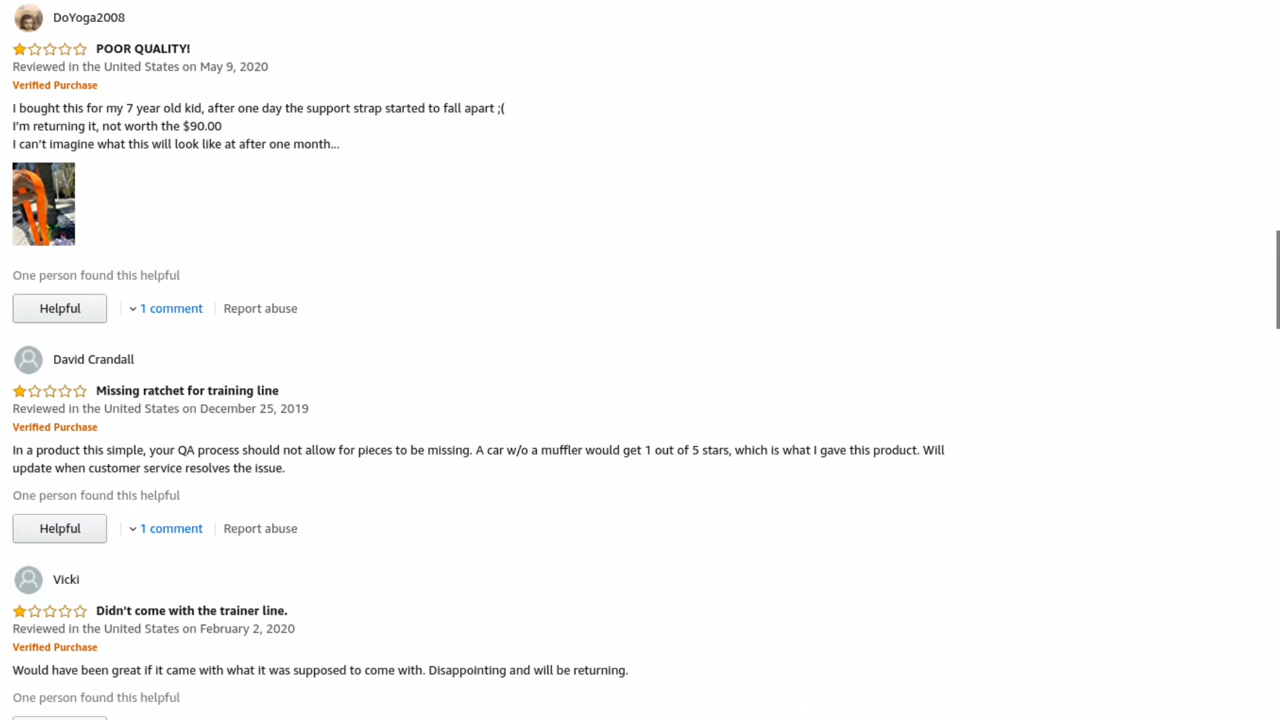 DoYoga2008
POOR QUALITY!
Reviewed in the United States on May 9, 2020
Verified Purchase
I bought this for my 7 year old kid, after one day the support strap started to fall apart ;(
I'm returning it, not worth the $90.00
I can't imagine what this will look like at after one month...
One person found this helpful
Helpful
1 comment
Report abuse
David Crandall
Missing ratchet for training line
Reviewed in the United States on December 25, 2019
Verified Purchase
In a product this simple, your QA process should not allow for pieces to be missing. A car w/o a muffler would get 1 out of 5 stars, which is what I gave this product. Will
update when customer service resolves the issue.
One person found this helpful
Helpful
1 comment
Report abuse
Vicki
Didn't come with the trainer line.
Reviewed in the United States on February 2, 2020
Verified Purchase
Would have been great if it came with what it was supposed to come with. Disappointing and will be returning.
One person found this helpful